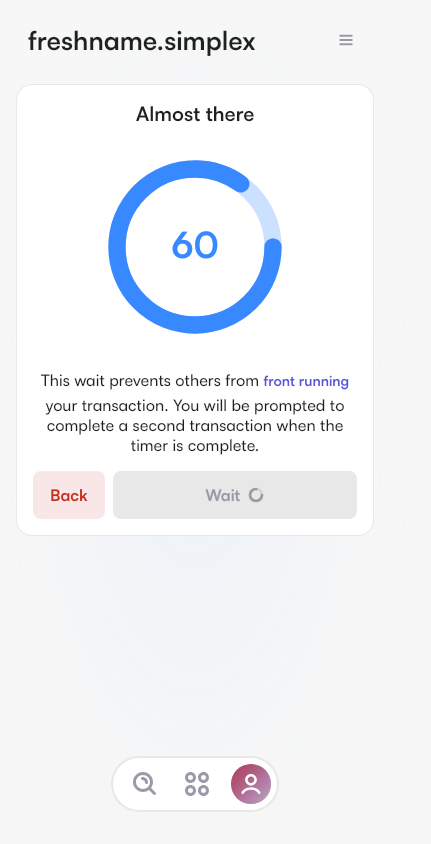 freshname.simplex
Almost there
60
This wait prevents others from front running
your transaction. You will be prompted to
complete a second transaction when the
timer is complete.
Back
Wait